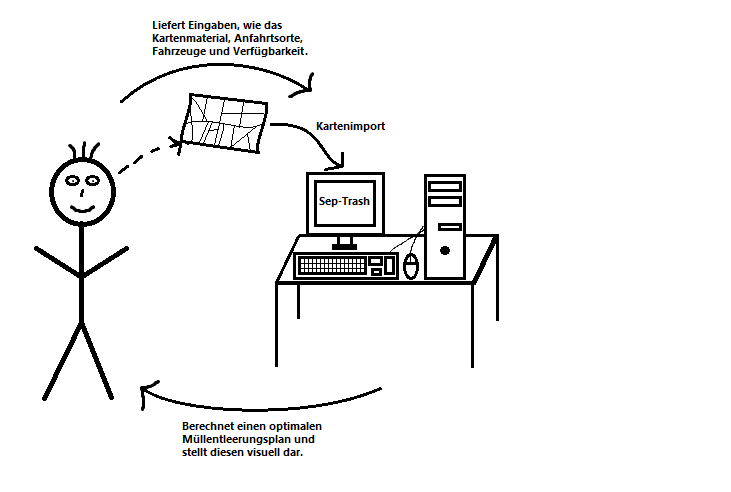 Liefert Eingaben, wie das
Kartenmaterial, Anfahrtsorte,
Fahrzeuge und Verfügbarkeit.
Kartenimport
Sep-Trash
Berechnet einen optimalen
Müllentleerungsplan und
stellt diesen visuell dar.